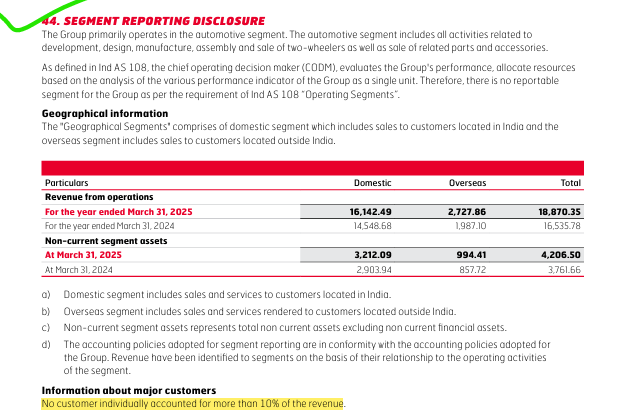 44. SEGMENT REPORTING DISCLOSURE
The Group primarily operates in the automotive segment. The automotive segment includes all activities related to
development, design, manufacture, assembly and sale of two-wheelers as well as sale of related parts and accessories.
As defined in Ind AS 108, the chief operating decision maker (CODM), evaluates the Group's performance, allocate resources
based on the analysis of the various performance indicator of the Group as a single unit. Therefore, there is no reportable
segment for the Group as per the requirement of Ind AS 108 "Operating Segments".
Geographical information
The "Geographical Segments" comprises of domestic segment which includes sales to customers located in India and the
overseas segment includes sales to customers located outside India.
Particulars Domestic Overseas Total
Revenue from operations
For the year ended March 31, 2025 16,142.49 2,727.86 18,870.35
For the year ended March 31, 2024 14,548.68 1,987.10 16,535.78
Non-current segment assets
At March 31, 2025 3,212.09 994.41 4,206.50
At March 31, 2024 2,903.94 857.72 3,761.66
a) Domestic segment includes sales and services to customers located in India.
b) Overseas segment includes sales and services rendered to customers located outside India.
c) Non-current segment assets represents total non current assets excluding non current financial assets.
d) The accounting policies adopted for segment reporting are in conformity with the accounting policies adopted for
the Group. Revenue have been identified to segments on the basis of their relationship to the operating activities
of the segment.
Information about major customers
No customer individually accounted for more than 10% of the revenue.